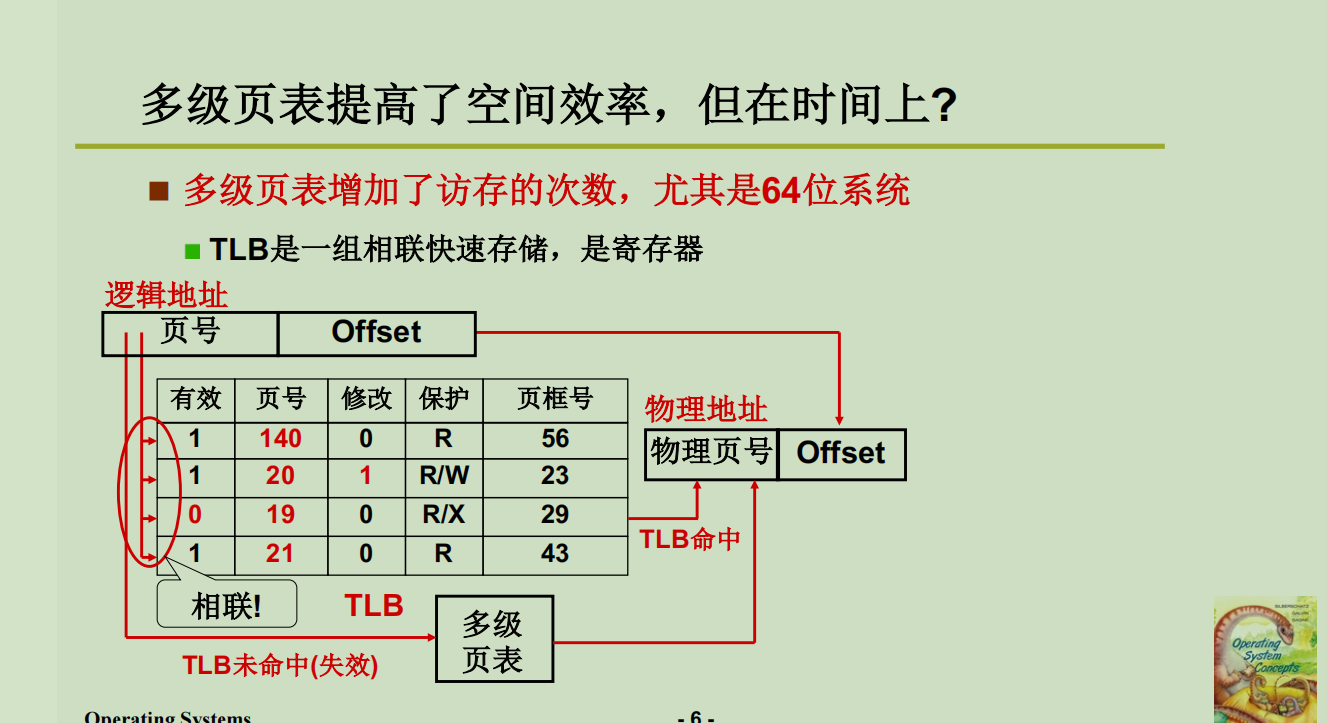 多级页表提高了空间效率，但在时间上?
多级页表增加了访存的次数，尤其是64位系统
TLB是一组相联快速存储，是寄存器
逻辑地址
页号 Offset
有效 页号 修改 保护 页框号
1 140 0 R 56
1 20 1 R/W 23
0 19 0 R/X 29
1 21 0 R 43
物理地址
物理页号 Offset
TLB命中
相联!
TLB
多级
页表
TLB未命中(失效)
Operating
System
Concepts
Operating Systems
- 6 -